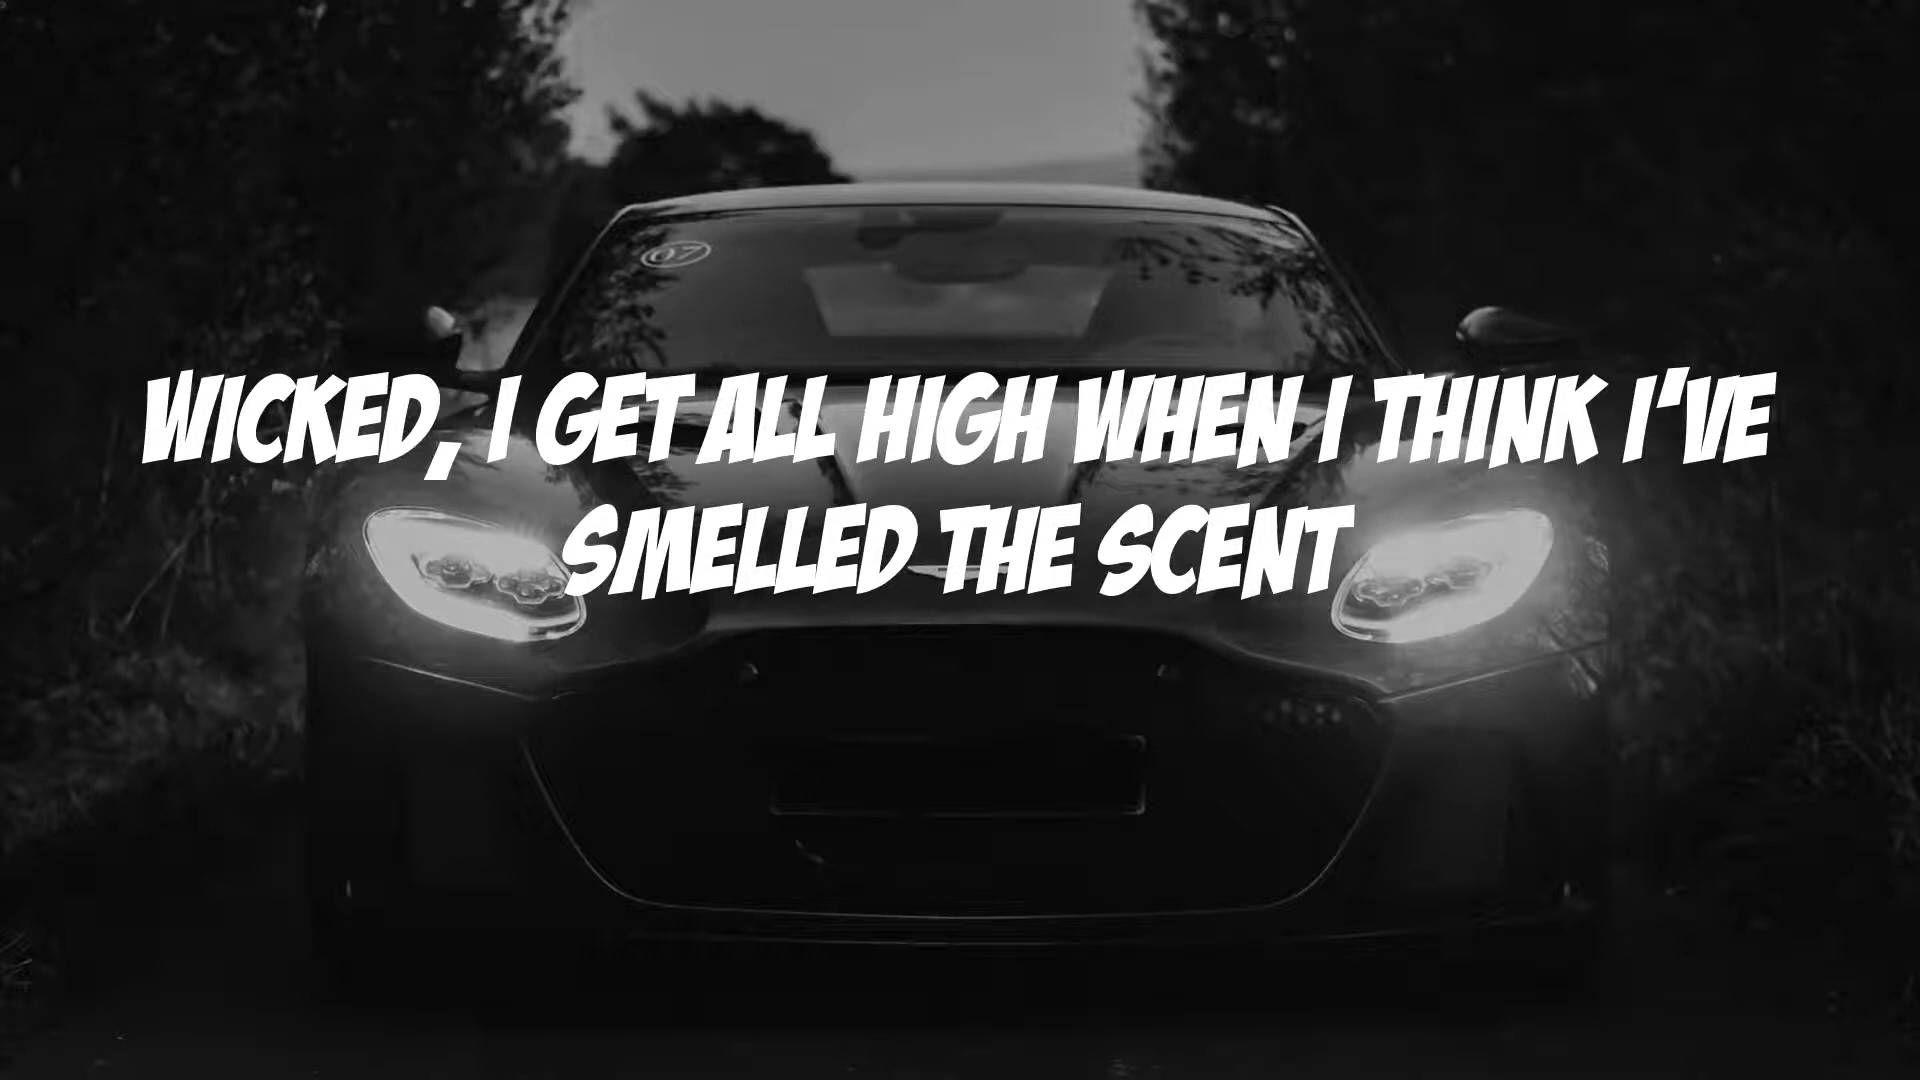 07
WICKED, I GET ALL HIGH WHEN I THINK I'VE
SMELLED THE SCENT